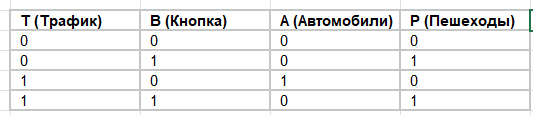 T (Трафик) B (Кнопка) A (Автомобили) P (Пешеходы)
0 0 0 0
0 1 0 1
1 0 1 0
1 1 0 1